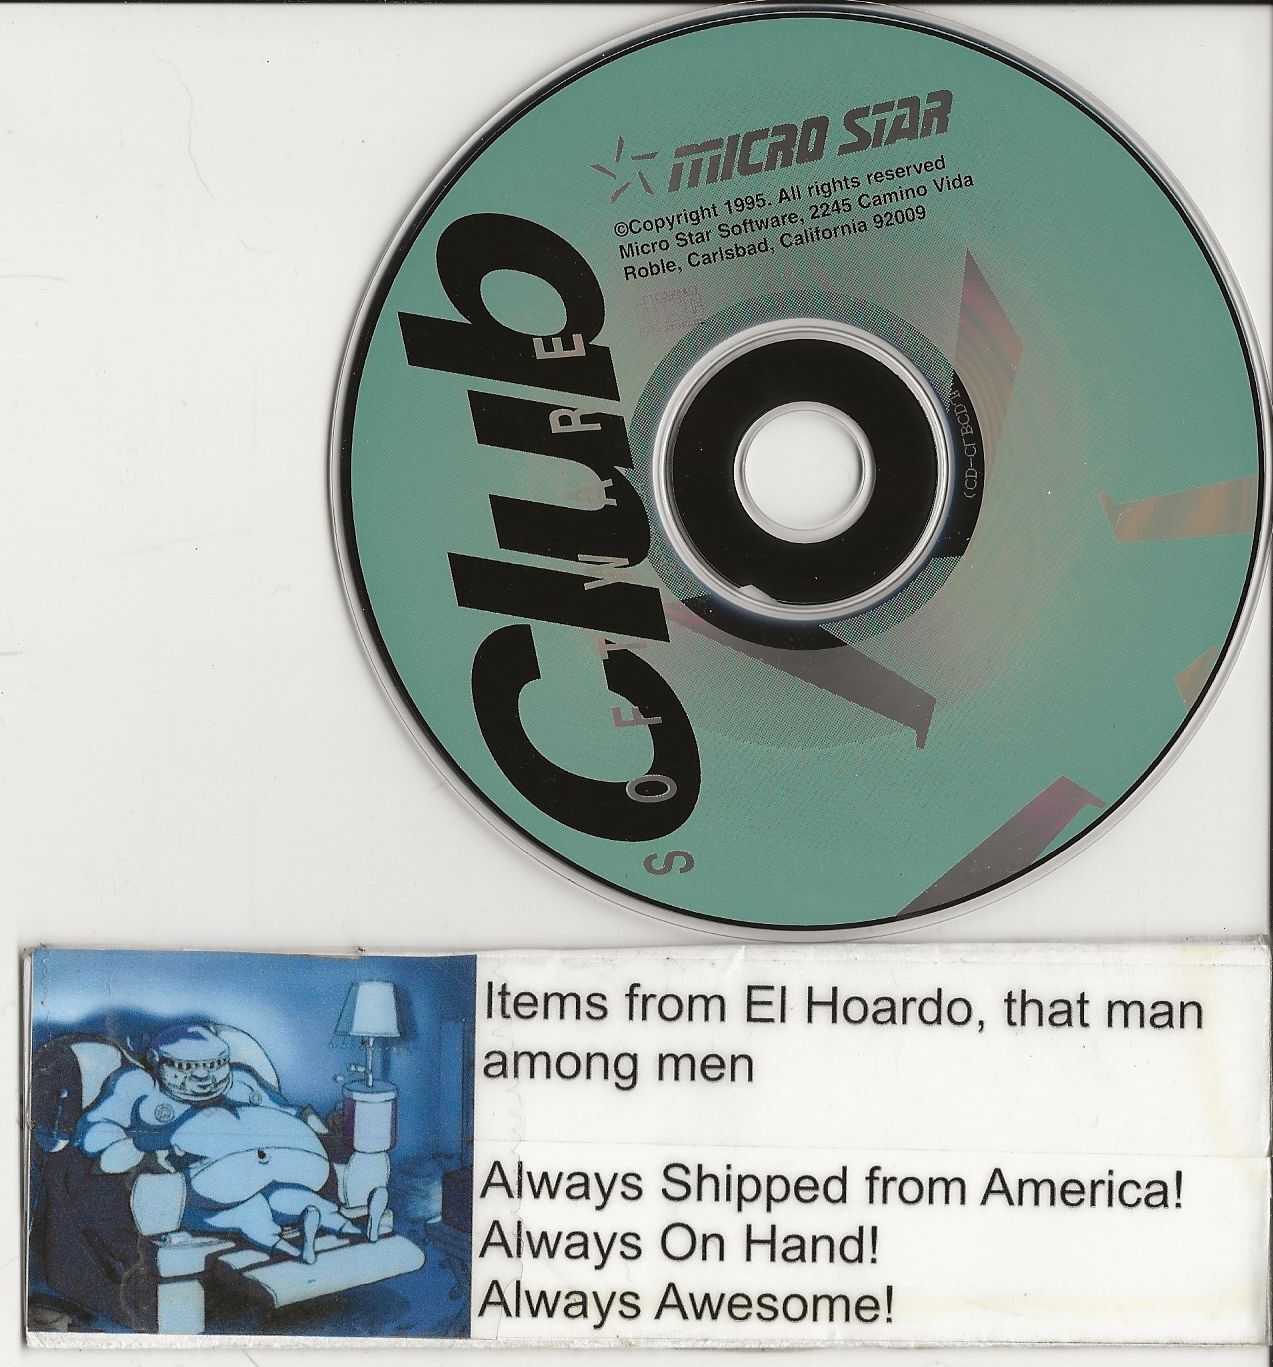 MICRO STAR
©Copyright 1995. All rights reserved
Micro Star Software, 2245 Camino Vida
Roble, Carlsbad, California 92009
Club
SOFTWARE
Items from El Hoardo, that man
among men
Always Shipped from America!
Always On Hand!
Always Awesome!